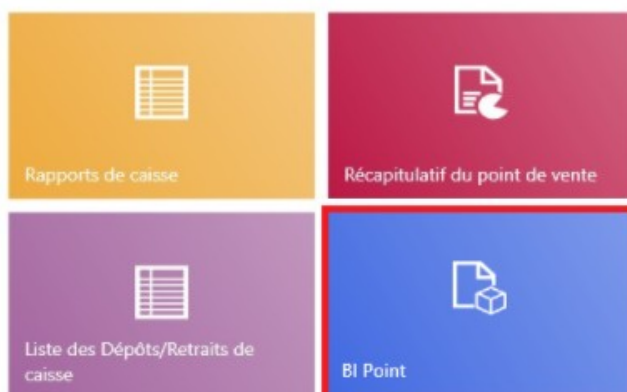 Rapports de caisse
Récapitulatif du point de vente
Liste des Dépôts/Retraits de
caisse
BI Point